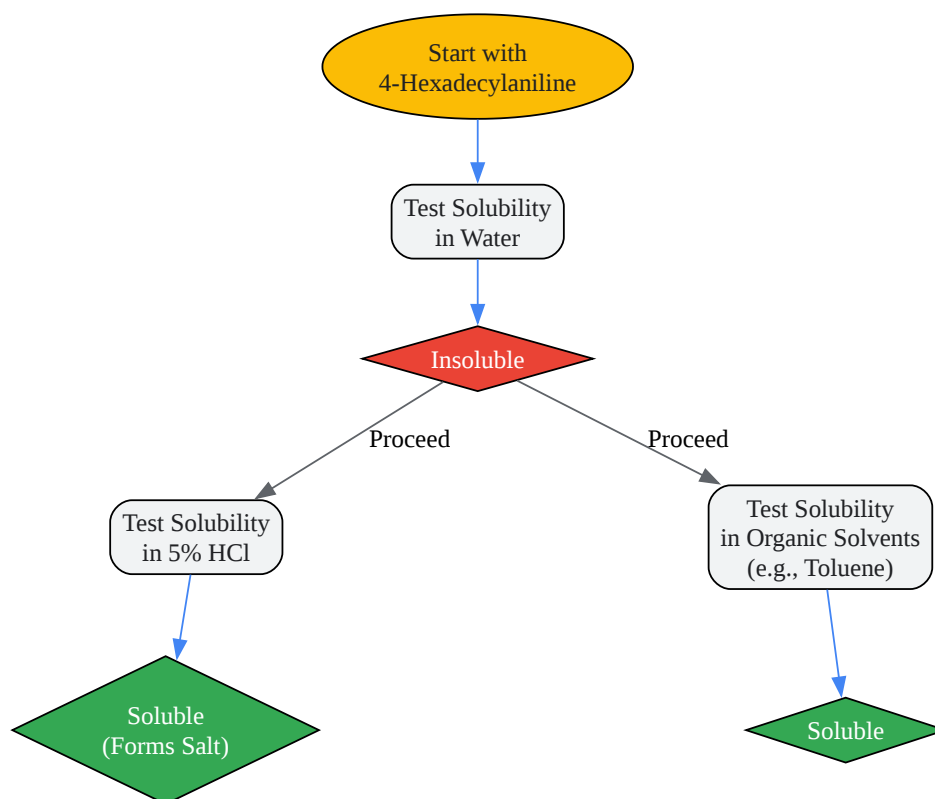 Start with
4-Hexadecylaniline
Test Solubility
in Water
Insoluble
Proceed
Proceed
Test Solubility
in 5% HCl
Test Solubility
in Organic Solvents
(e.g., Toluene)
Soluble
(Forms Salt)
Soluble